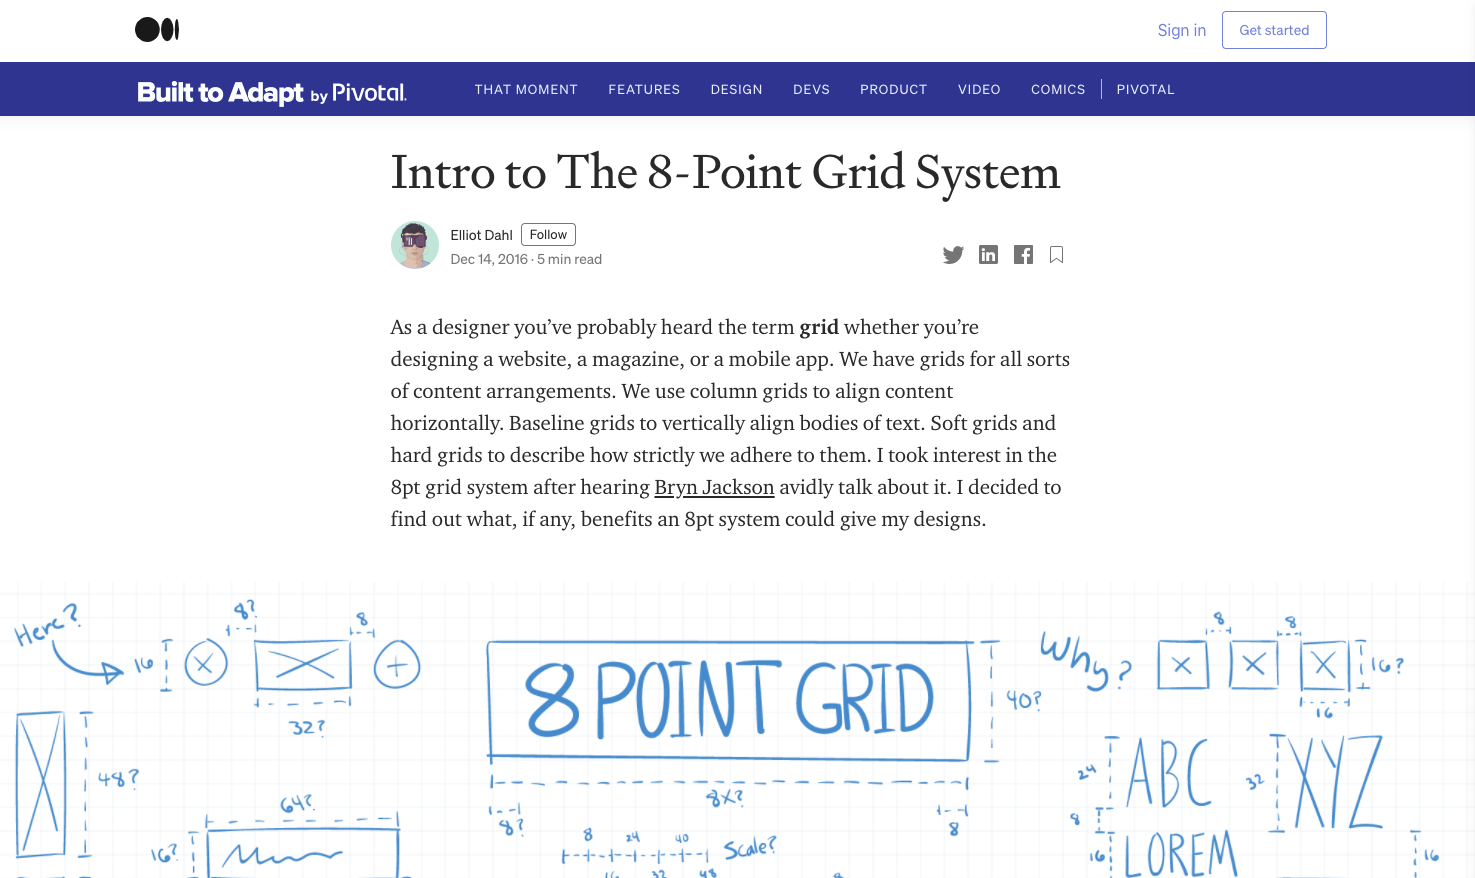 Sign in
Get started
Built to Adapt by Pivotal.
THAT MOMENT
FEATURES
DESIGN
DEVS
PRODUCT
VIDEO
COMICS
PIVOTAL
Intro to The 8-Point Grid System
Elliot Dahl
Follow
Dec 14, 2016 · 5 min read
As a designer you’ve probably heard the term grid whether you’re
designing a website, a magazine, or a mobile app. We have grids for all sorts
of content arrangements. We use column grids to align content
horizontally. Baseline grids to vertically align bodies of text. Soft grids and
hard grids to describe how strictly we adhere to them. I took interest in the
8pt grid system after hearing Bryn Jackson avidly talk about it. I decided to
find out what, if any, benefits an 8pt system could give my designs.
Here?
8?
8
16
32?
48?
64?
16?
8 POINT GRID
40?
8X?
8?
8
8 24 40
Scale?
16 32 48
Why?
8
8
16?
16
24
ABC
32
XYZ
8
16
LOREM
16